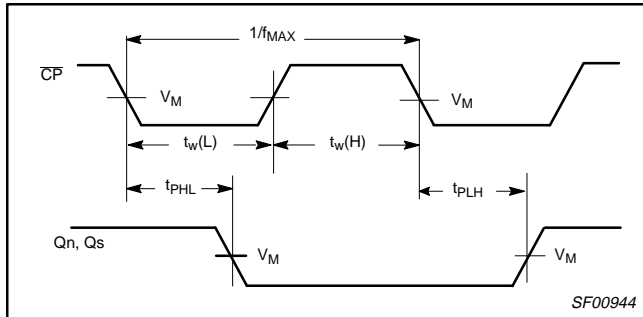 1/fMAX
CP VM VM
tw(L) tw(H)
tPHL tPLH
Qn, Qs VM VM
SF00944